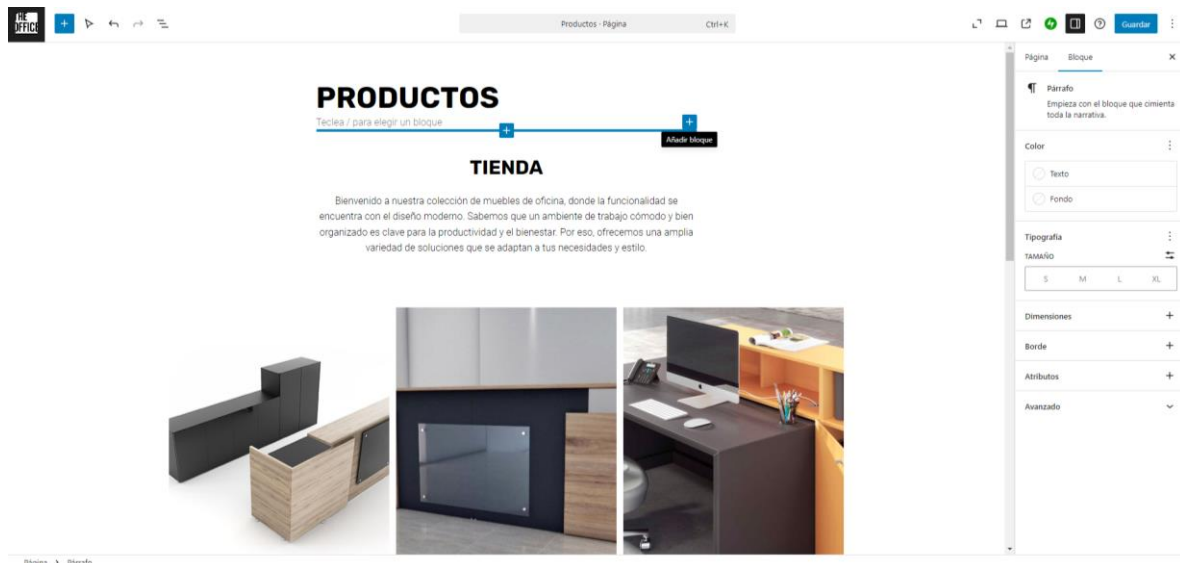 THE
OFFICE
Productos · Página
Ctrl+K
Guardar
PRODUCTOS
Teclea / para elegir un bloque
Añadir bloque
TIENDA
Bienvenido a nuestra colección de muebles de oficina, donde la funcionalidad se
encuentra con el diseño moderno. Sabemos que un ambiente de trabajo cómodo y bien
organizado es clave para la productividad y el bienestar. Por eso, ofrecemos una amplia
variedad de soluciones que se adaptan a tus necesidades y estilo.
Página Bloque
Párrafo
Empieza con el bloque que cimienta
toda la narrativa.
Color
Texto
Fondo
Tipografía
TAMAÑO
S M L XL
Dimensiones
Borde
Atributos
Avanzado
Página > Párrafo